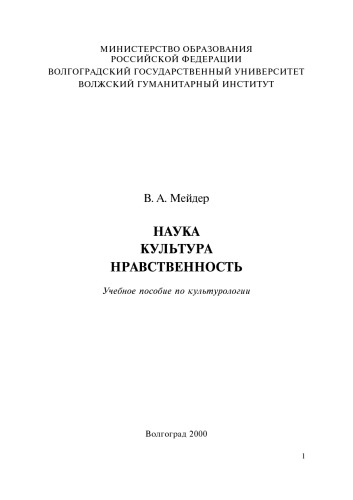 МИНИСТЕРСТВО ОБРАЗОВАНИЯ
РОССИЙСКОЙ ФЕДЕРАЦИИ
ВОЛГОГРАДСКИЙ ГОСУДАРСТВЕННЫЙ УНИВЕРСИТЕТ
ВОЛЖСКИЙ ГУМАНИТАРНЫЙ ИНСТИТУТ
В. А. Мейдер
НАУКА
КУЛЬТУРА
НРАВСТВЕННОСТЬ
Учебное пособие по культурологии
Волгоград 2000
1